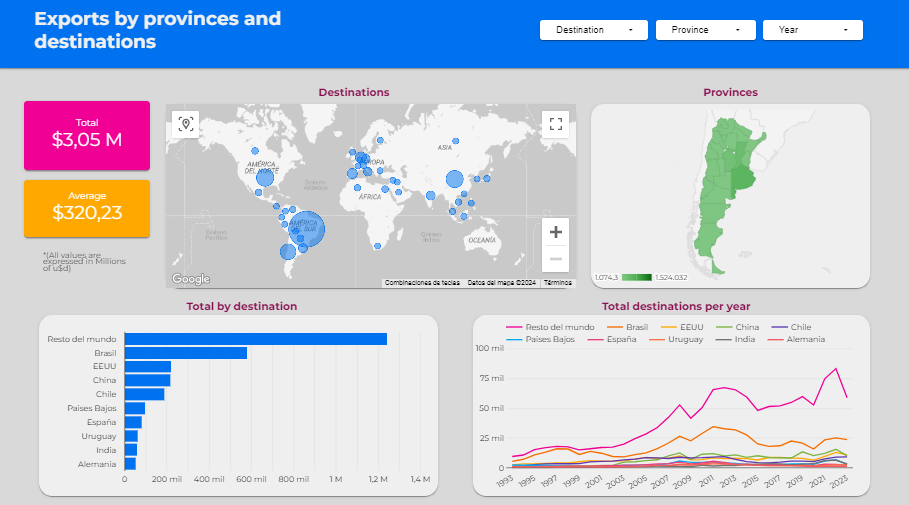 Exports by provinces and
destinations
Destination
Province
Year
Destinations
Provinces
Total
$3,05 M
Average
$320,23
*(All values are
expressed in Millions
of u$d)
AMÉRICA
DEL NORTE
EUROPA
ASIA
Océano
Atlántico
ÁFRICA
Océano
Pacífico
AMÉRICA
SUR
Océano
Índico
OCEANÍA
Google
Combinaciones de teclas
Datos del mapa ©2024
Términos
1.074,3
1.524.032
Total by destination
Resto del mundo
Brasil
EEUU
China
Chile
Países Bajos
España
Uruguay
India
Alemania
0
200 mil
400 mil
600 mil
800 mil
1 M
1,2 M
1,4 M
Total destinations per year
Resto del mundo
Brasil
EEUU
China
Chile
Países Bajos
España
Uruguay
India
Alemania
100 mil
75 mil
50 mil
25 mil
0
1993
1995
1997
1999
2001
2003
2005
2007
2009
2011
2013
2015
2017
2019
2021
2023